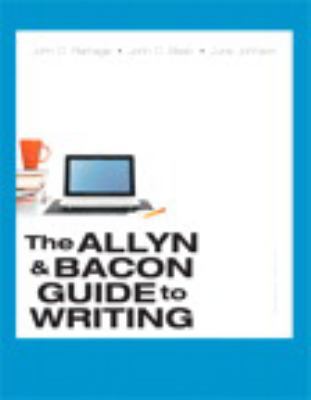 John D. Ramage • John C. Bean • June Johnson
The ALLYN
& BACON
GUIDE to
WRITING